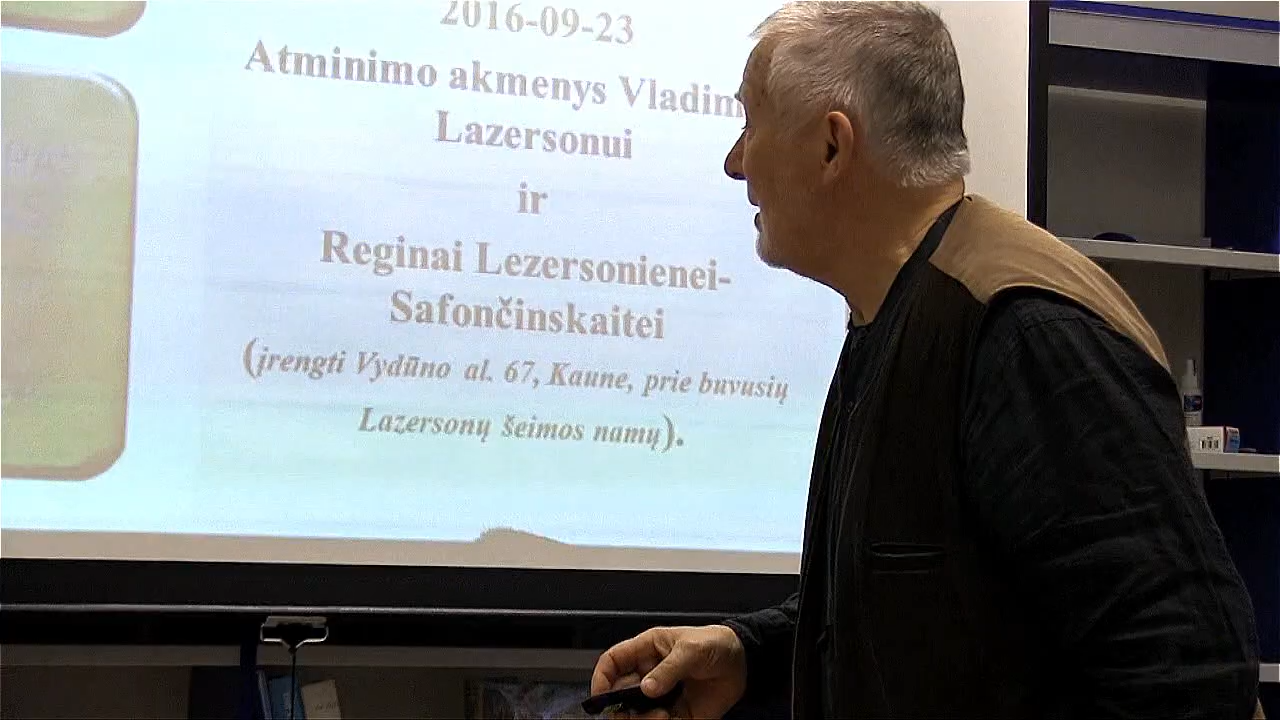 2016-09-23
Atminimo akmenys Vladim
Lazersonui
ir
Reginai Lezersonienei-
Safončinskaitei
(įrengti Vydūno al. 67, Kaune, prie buvusių
Lazersonų šeimos namų).